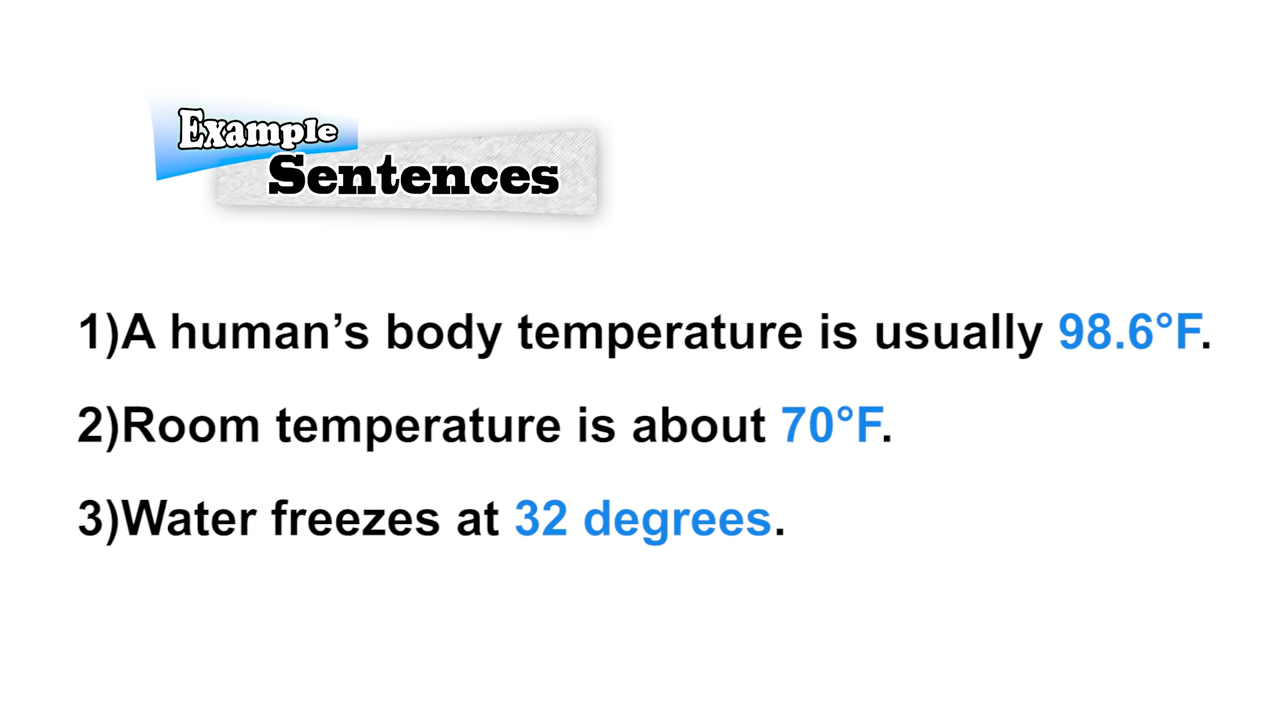 Example
Sentences
1)A human’s body temperature is usually 98.6°F.
2)Room temperature is about 70°F.
3)Water freezes at 32 degrees.